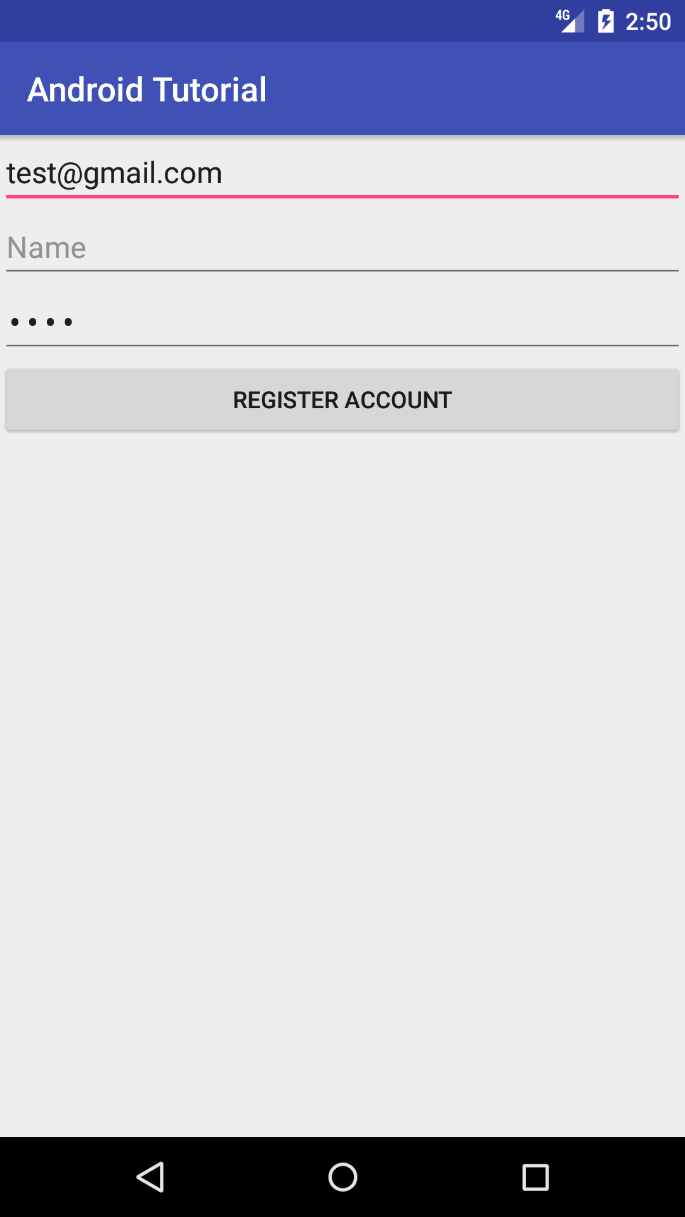 4G 2:50
Android Tutorial
test@gmail.com
Name
••••
REGISTER ACCOUNT